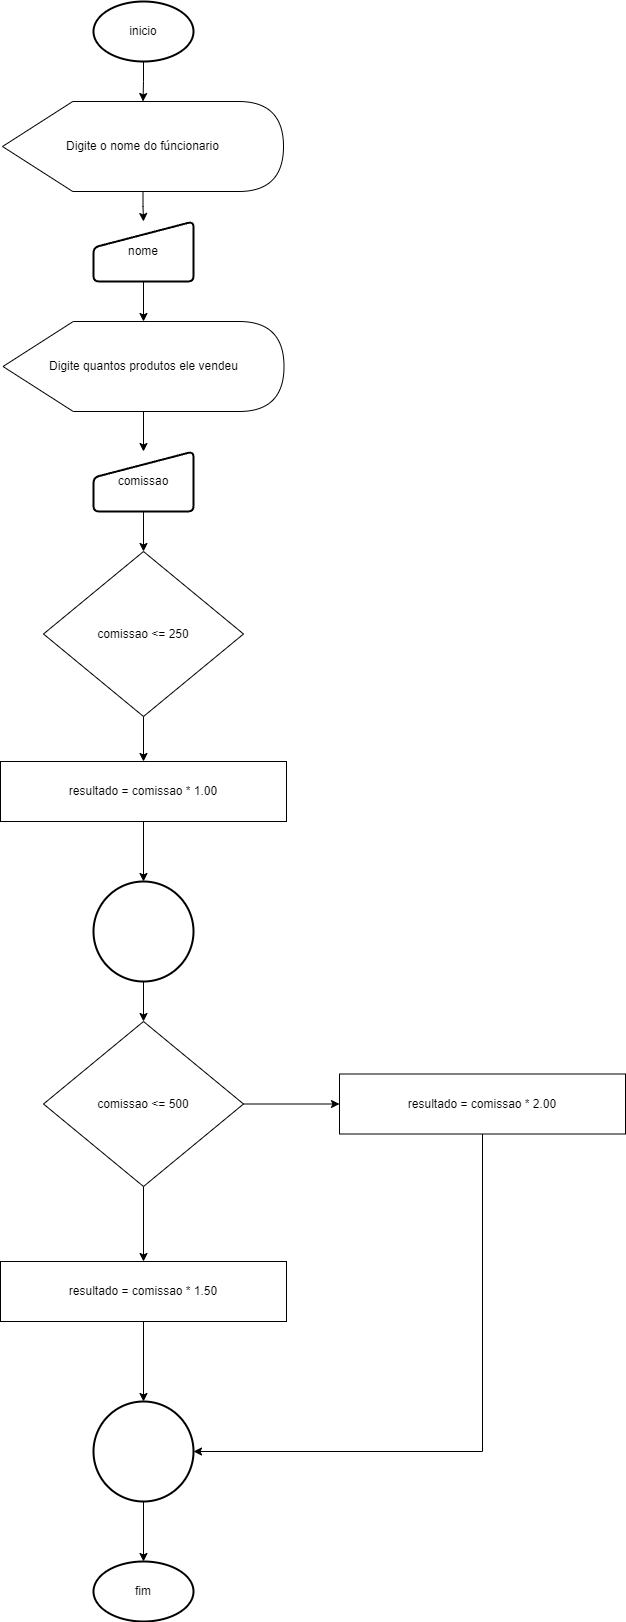 inicio
Digite o nome do fúncionario
nome
Digite quantos produtos ele vendeu
comissao
comissao <= 250
resultado = comissao * 1.00
comissao <= 500
resultado = comissao * 2.00
resultado = comissao * 1.50
fim